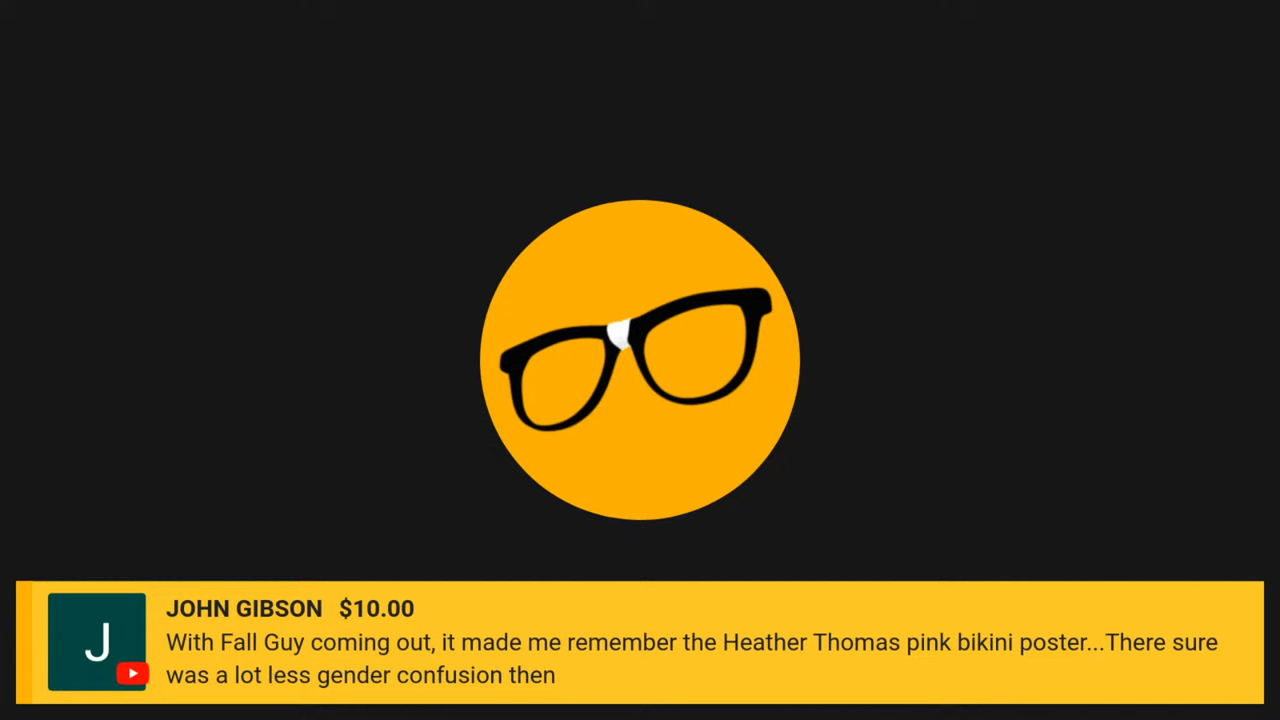 J
JOHN GIBSON $10.00
With Fall Guy coming out, it made me remember the Heather Thomas pink bikini poster...There sure
was a lot less gender confusion then